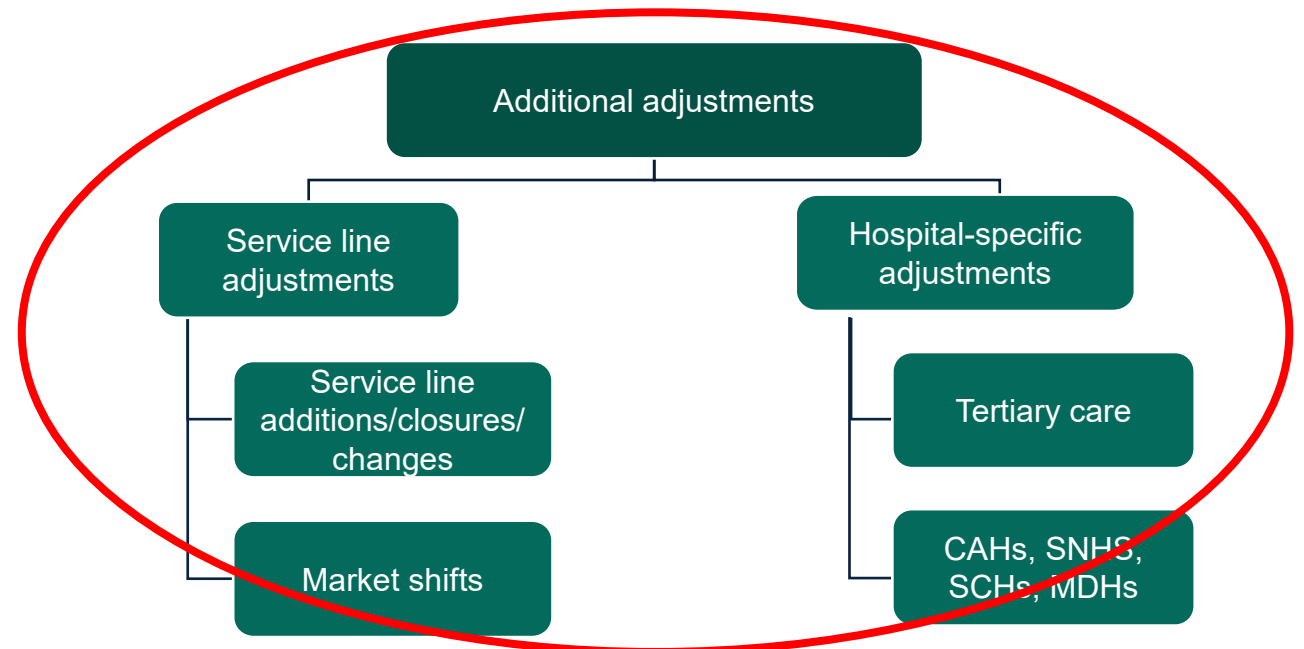 Additional adjustments
Service line
adjustments
Hospital-specific
adjustments
Service line
additions/closures/
changes
Tertiary care
Market shifts
CAHs, SNHS,
SCHs, MDHs